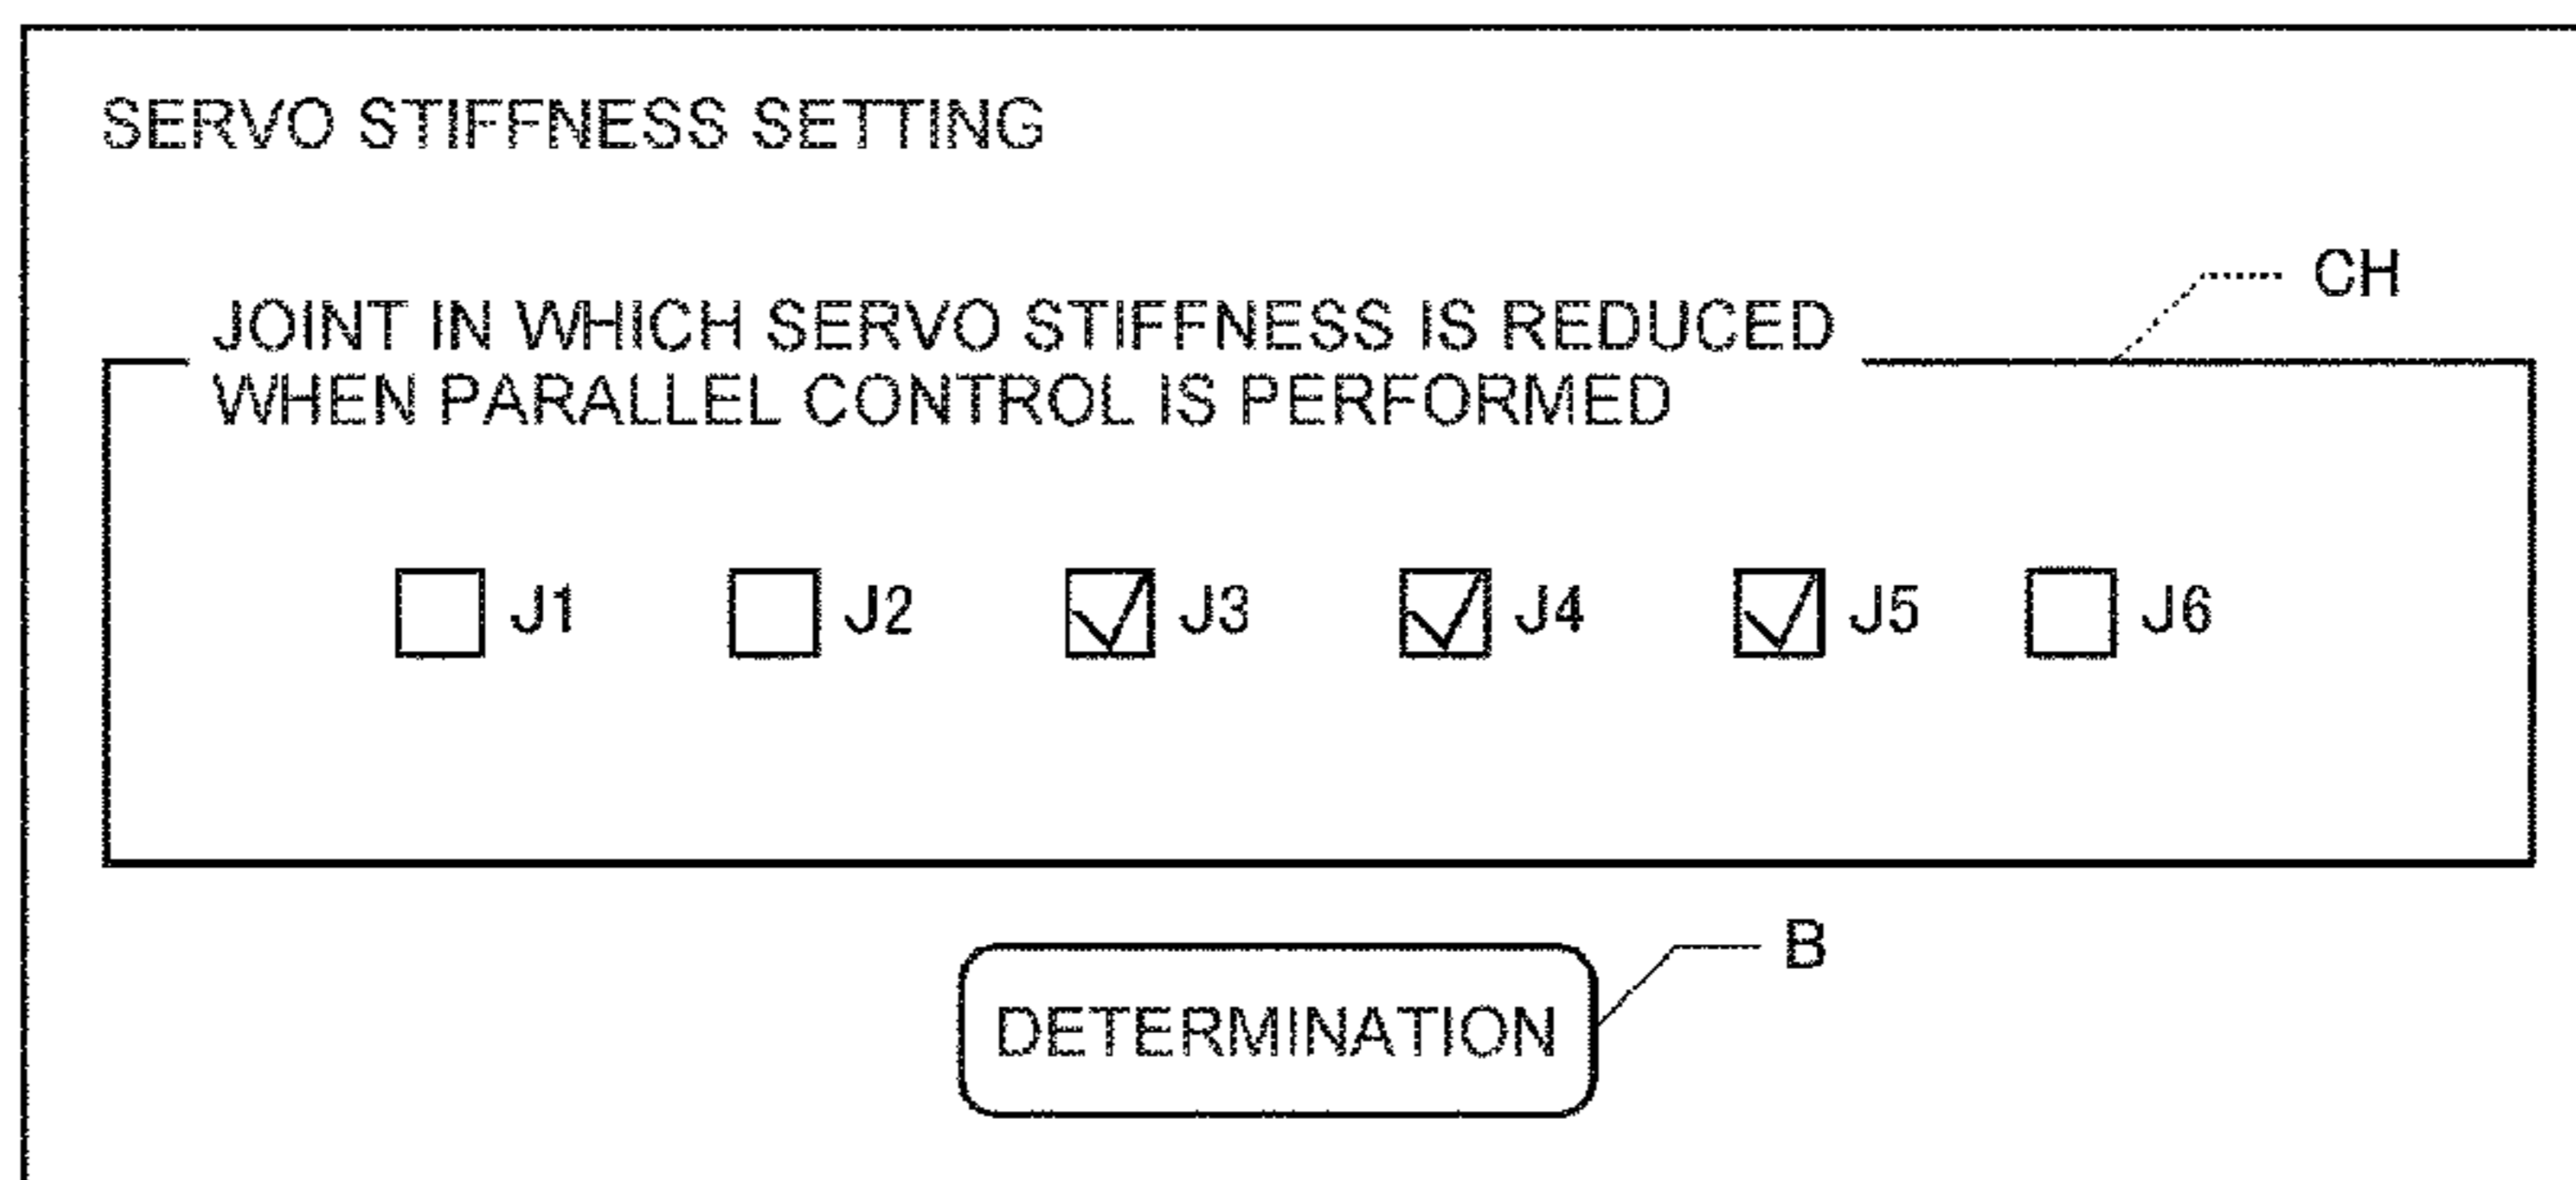 SERVO STIFFNESS SETTING
CH
JOINT IN WHICH SERVO STIFFNESS IS REDUCED
WHEN PARALLEL CONTROL IS PERFORMED
J1 J2 J3 J4 J5 J6
B
DETERMINATION